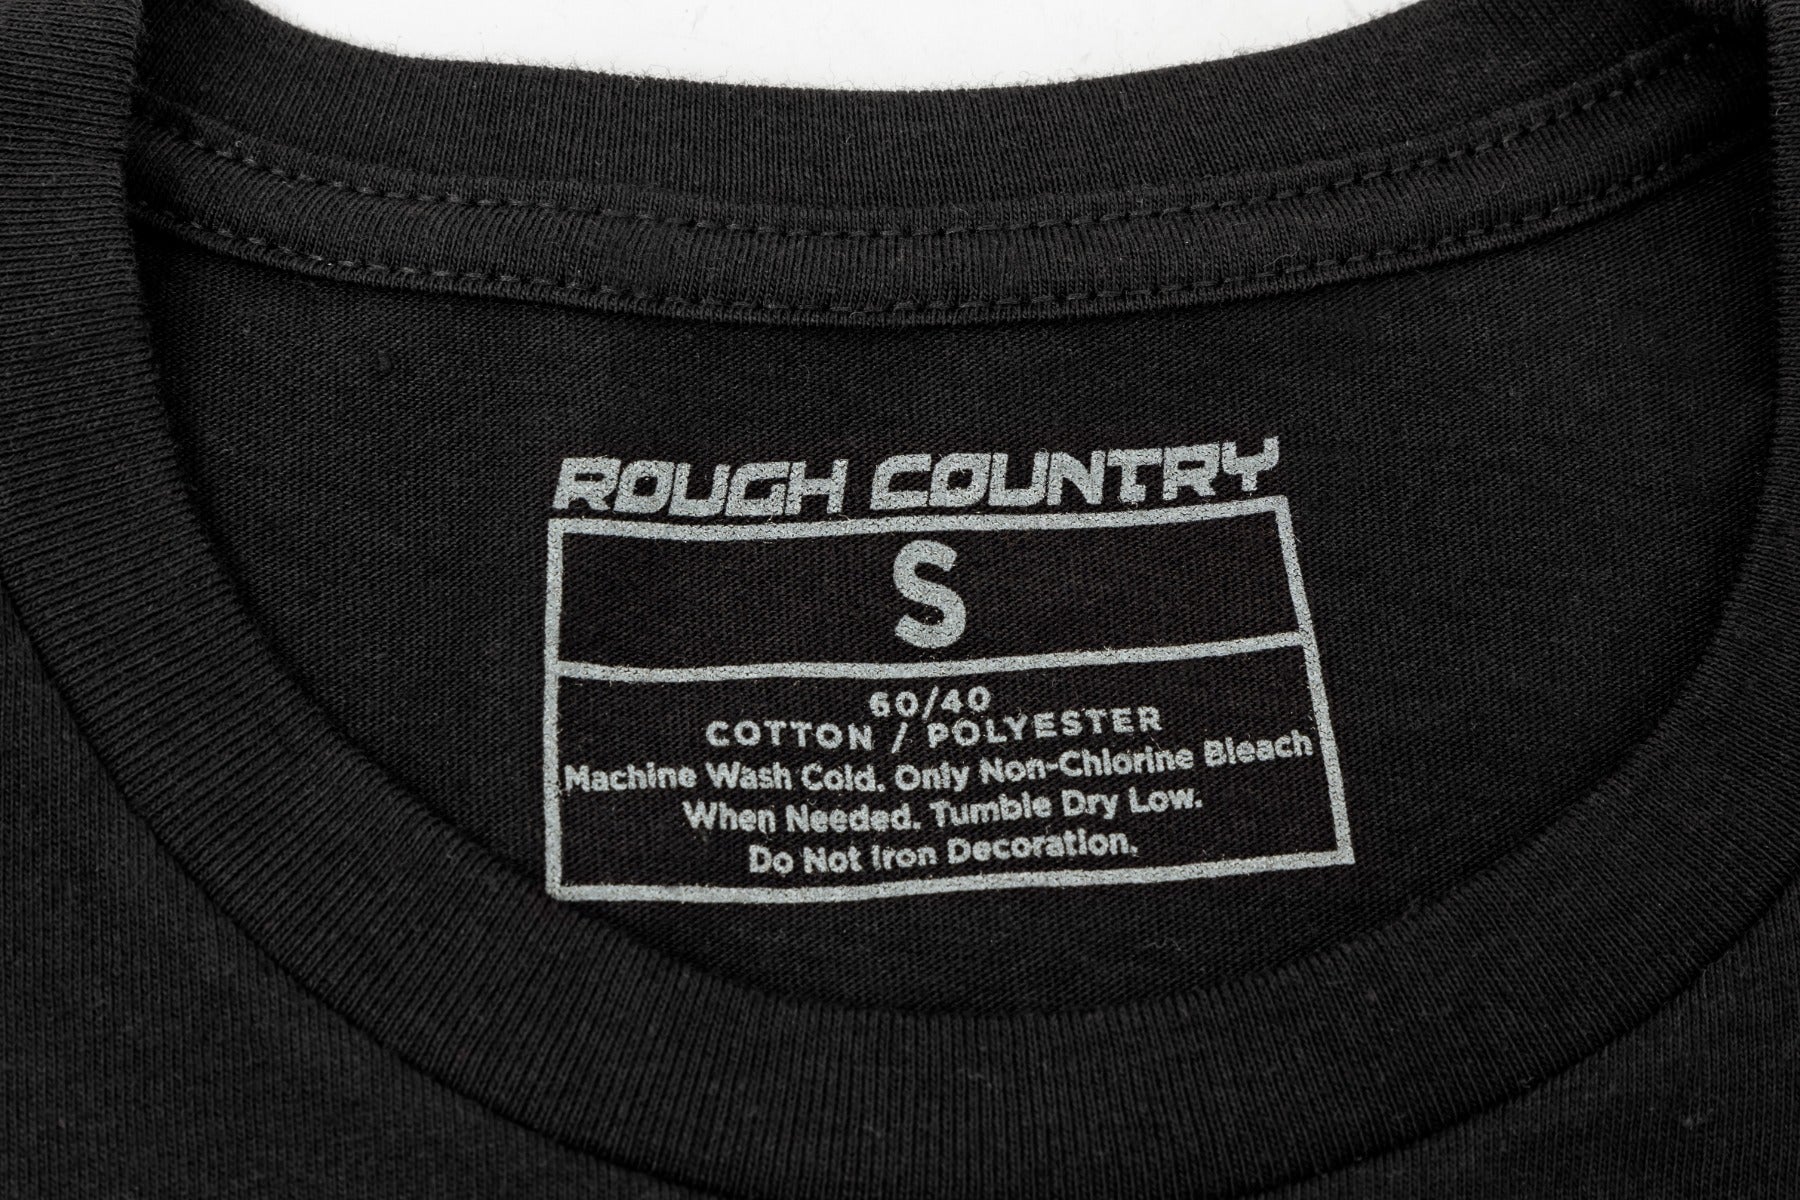 ROUGH COUNTRY
S
60/40
COTTON / POLYESTER
Machine Wash Cold. Only Non-Chlorine Bleach
When Needed. Tumble Dry Low.
Do Not Iron Decoration.